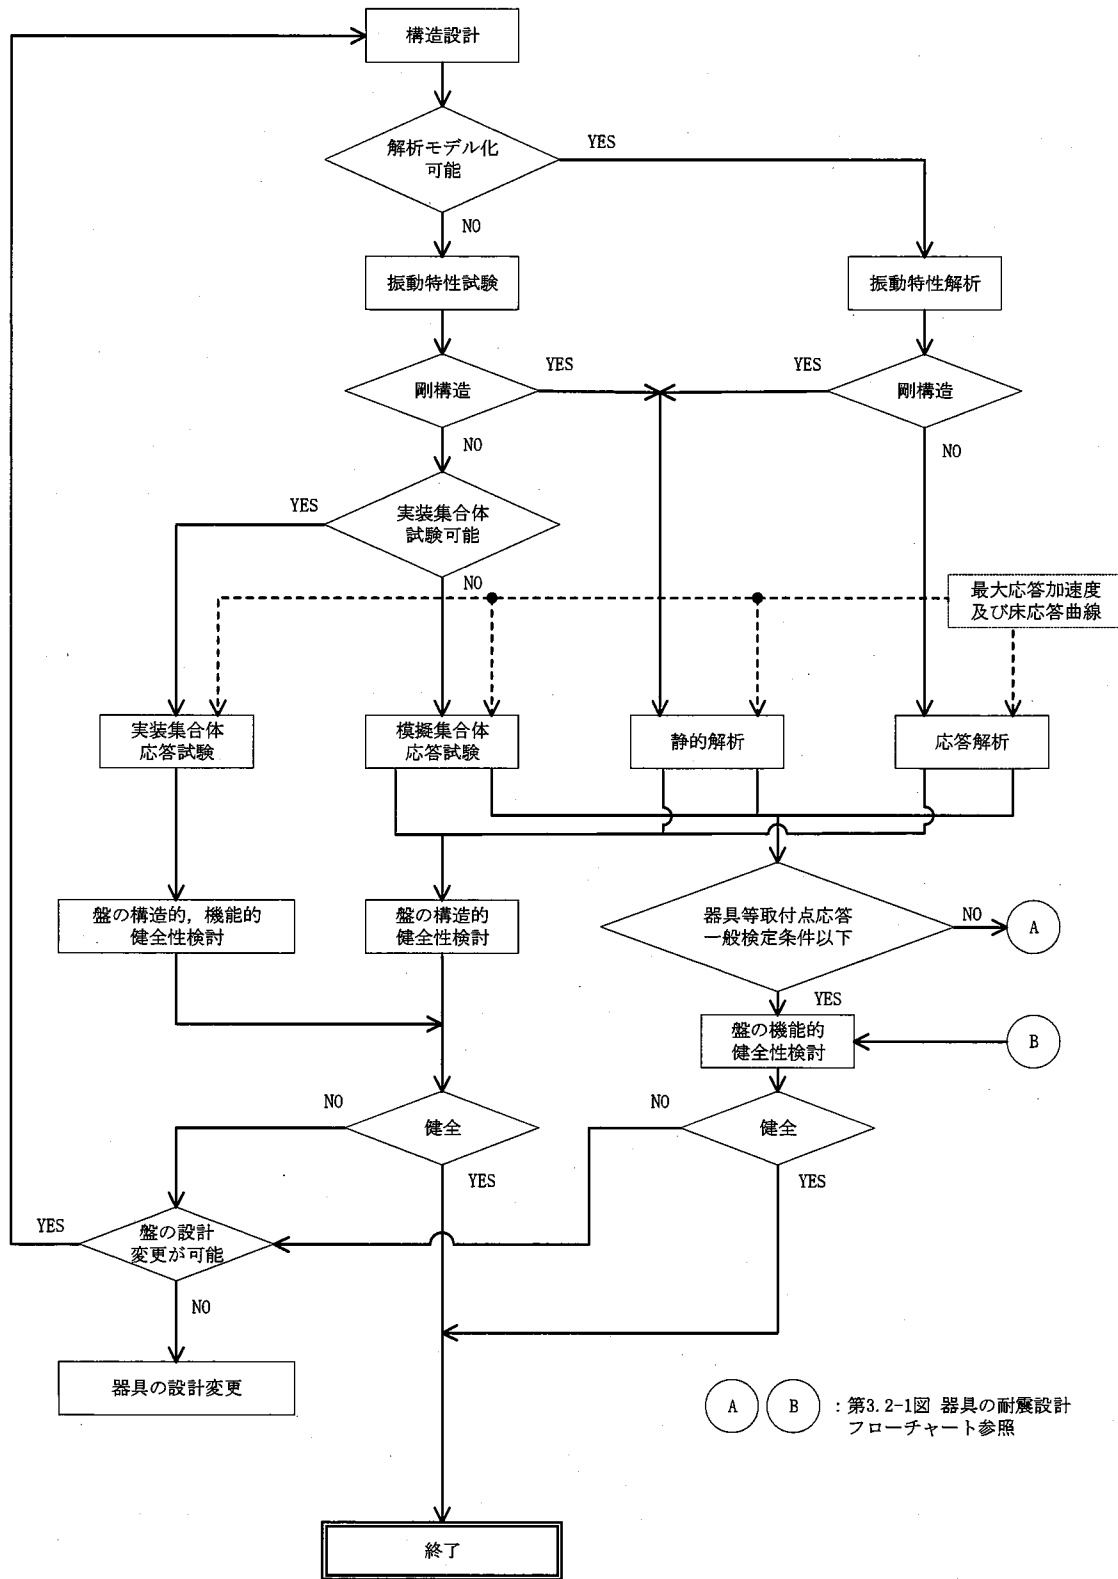 構造設計
解析モデル化
可能
YES
NO
振動特性試験
振動特性解析
YES
YES
剛構造
剛構造
NO
NO
YES
実装集合体
試験可能
NO
最大応答加速度
及び床応答曲線
実装集合体
応答試験
模擬集合体
応答試験
静的解析
応答解析
盤の構造的，機能的
健全性検討
盤の構造的
健全性検討
器具等取付点応答
一般検定条件以下
NO
A
YES
盤の機能的
健全性検討
B
NO
健全
YES
NO
健全
YES
YES
盤の設計
変更が可能
NO
器具の設計変更
A B ：第3.2-1図 器具の耐震設計
フローチャート参照
終了